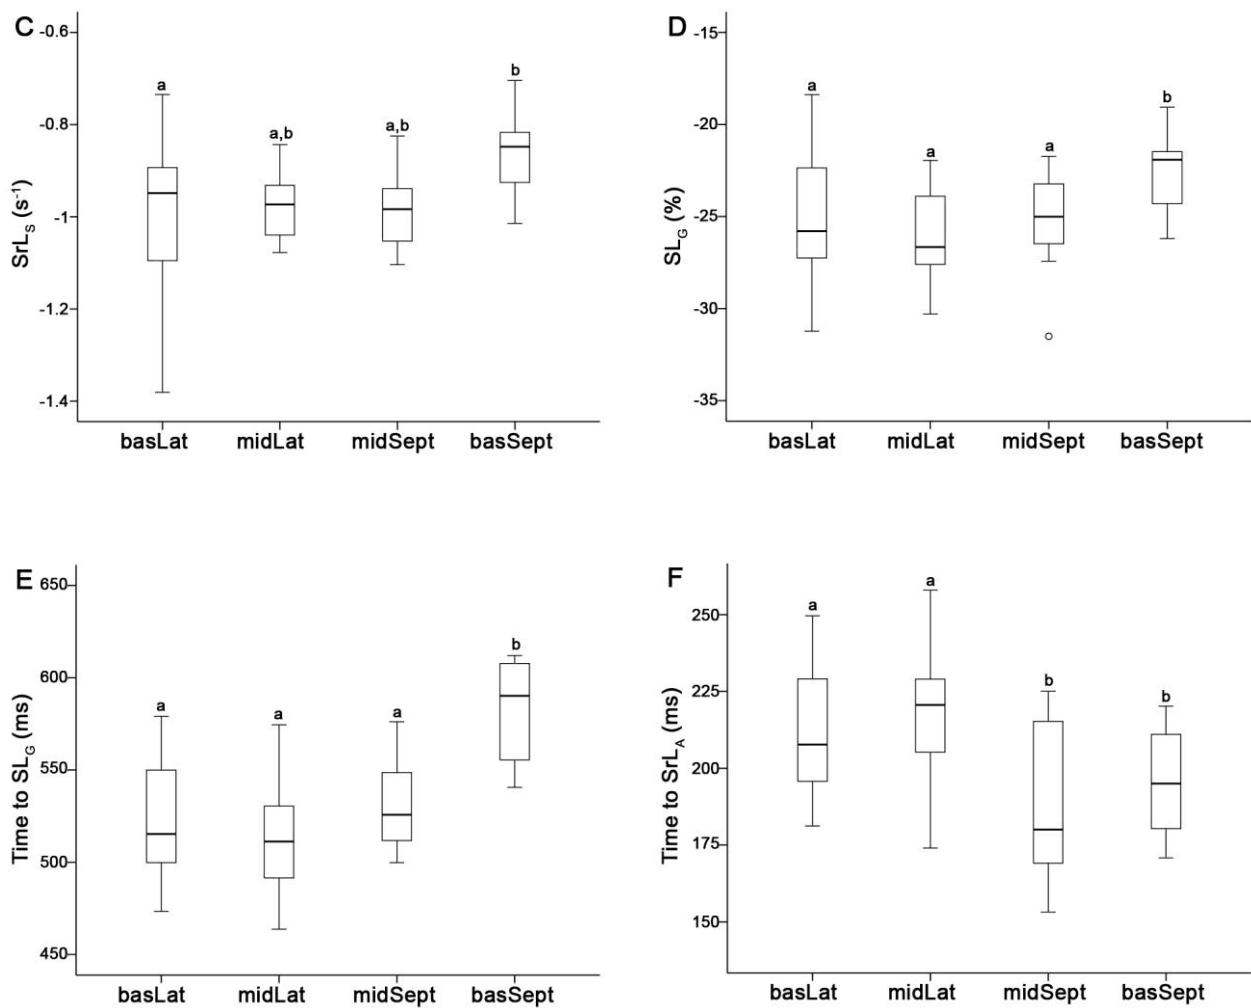 C
SrL_S (s⁻¹)
-0.6
-0.8
-1
-1.2
-1.4
a
a,b
a,b
b
basLat midLat midSept basSept
D
SL_G (%)
-15
-20
-25
-30
-35
a
a
a
b
basLat midLat midSept basSept
E
Time to SL_G (ms)
650
600
550
500
450
a
a
a
b
basLat midLat midSept basSept
F
Time to SrL_A (ms)
250
225
200
175
150
a
a
b
b
basLat midLat midSept basSept